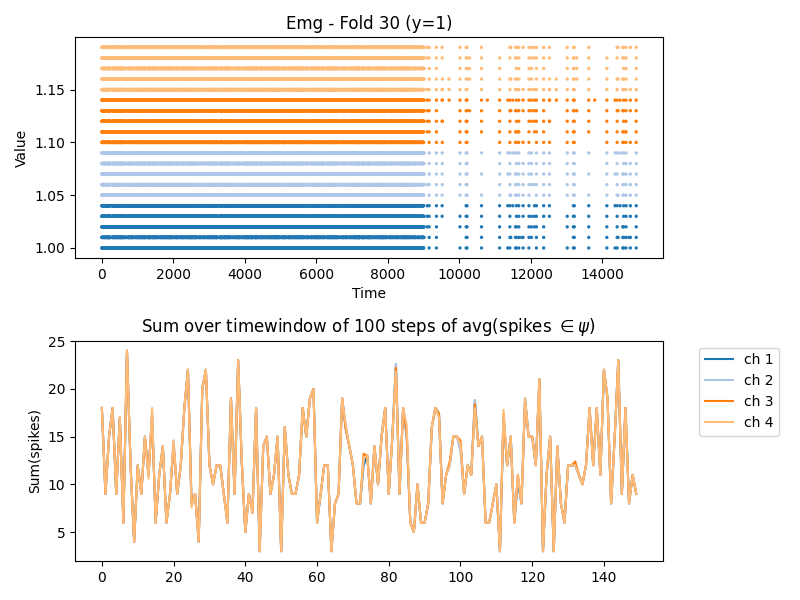 Emg - Fold 30 (y=1)
Value
1.15
1.10
1.05
1.00
0 2000 4000 6000 8000 10000 12000 14000
Time
Sum over timewindow of 100 steps of avg(spikes ∈ ψ)
Sum(spikes)
25
20
15
10
5
0 20 40 60 80 100 120 140
ch 1
ch 2
ch 3
ch 4